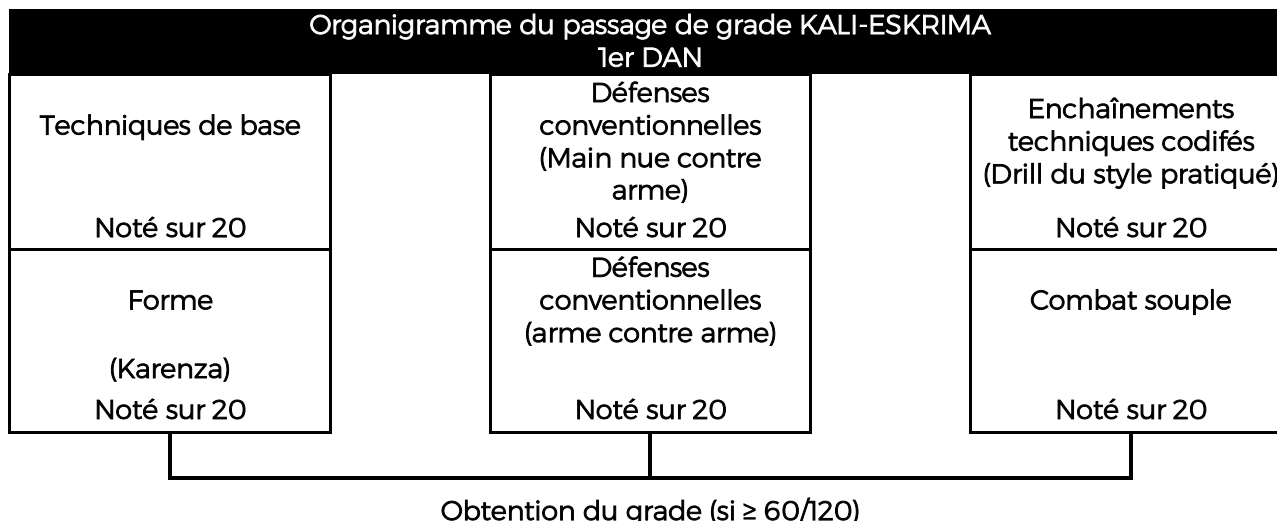 Organigramme du passage de grade KALI-ESKRIMA
1er DAN
Techniques de base
Noté sur 20
Défenses
conventionnelles
(Main nue contre
arme)
Noté sur 20
Enchaînements
techniques codifés
(Drill du style pratiqué)
Noté sur 20
Forme
(Karenza)
Noté sur 20
Défenses
conventionnelles
(arme contre arme)
Noté sur 20
Combat souple
Noté sur 20
Obtention du grade (si ≥ 60/120)